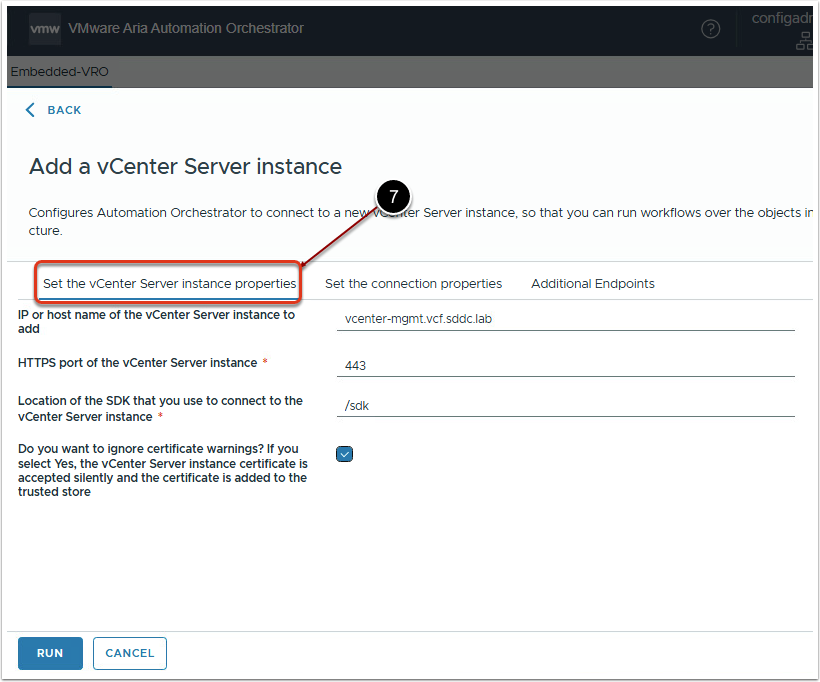 vmw VMware Aria Automation Orchestrator
configadm
Embedded-VRO
BACK
Add a vCenter Server instance
7
Configures Automation Orchestrator to connect to a new vCenter Server instance, so that you can run workflows over the objects in
cture.
Set the vCenter Server instance properties Set the connection properties Additional Endpoints
IP or host name of the vCenter Server instance to
add
vcenter-mgmt.vcf.sddc.lab
HTTPS port of the vCenter Server instance *
443
Location of the SDK that you use to connect to the
vCenter Server instance *
/sdk
Do you want to ignore certificate warnings? If you
select Yes, the vCenter Server instance certificate is
accepted silently and the certificate is added to the
trusted store
RUN CANCEL